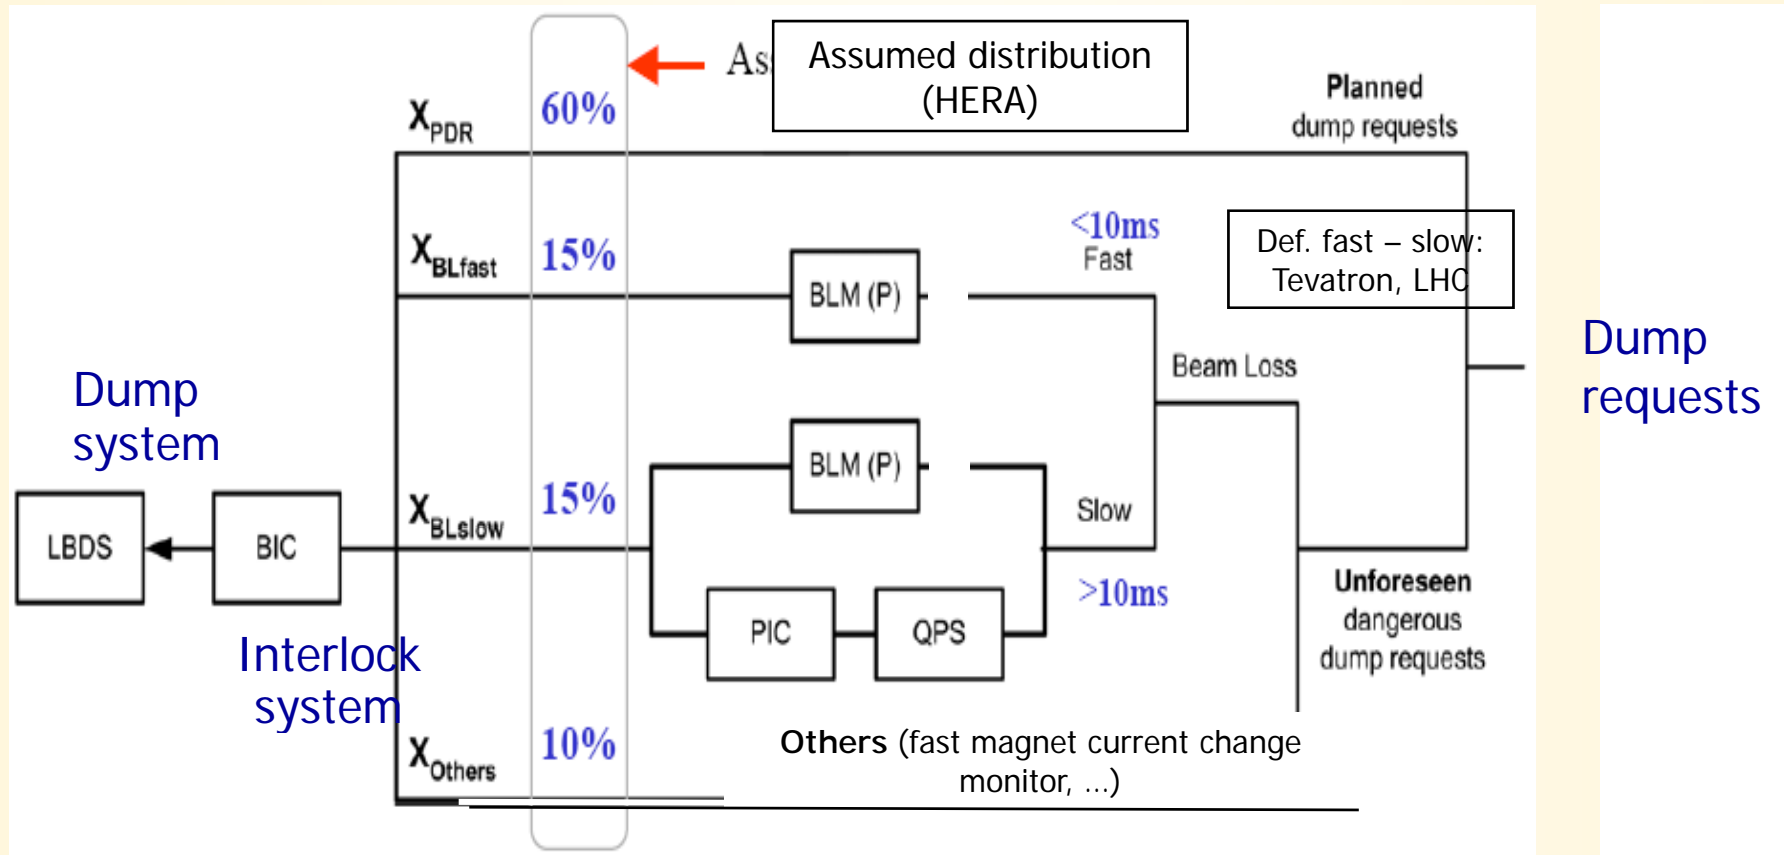 As
Assumed distribution
(HERA)
Planned
dump requests
X_PDR
60%
X_BLfast
15%
BLM (P)
<10ms
Fast
Def. fast – slow:
Tevatron, LHC
Beam Loss
Dump
requests
Dump
system
LBDS
BIC
X_BLslow
15%
BLM (P)
Slow
>10ms
PIC
QPS
Unforeseen
dangerous
dump requests
Interlock
system
X_Others
10%
Others (fast magnet current change
monitor, ...)